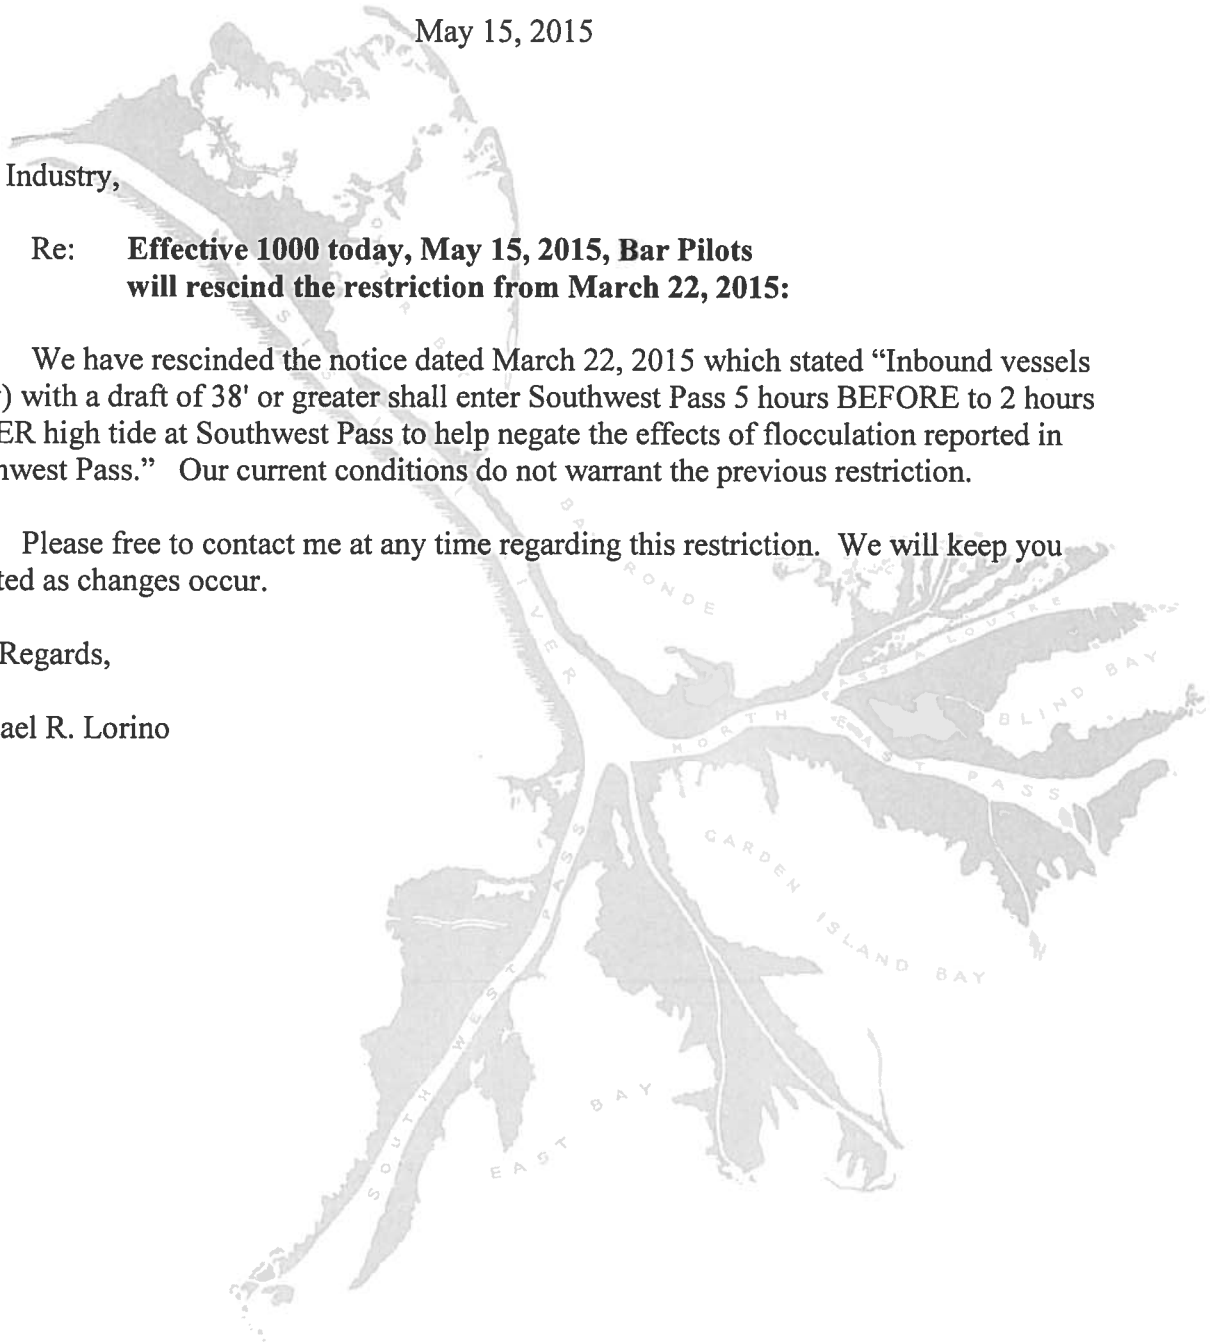 May 15, 2015
Industry,
Re: Effective 1000 today, May 15, 2015, Bar Pilots
will rescind the restriction from March 22, 2015:
We have rescinded the notice dated March 22, 2015 which stated “Inbound vessels
) with a draft of 38' or greater shall enter Southwest Pass 5 hours BEFORE to 2 hours
ER high tide at Southwest Pass to help negate the effects of flocculation reported in
hwest Pass.” Our current conditions do not warrant the previous restriction.
Please free to contact me at any time regarding this restriction. We will keep you
ted as changes occur.
Regards,
ael R. Lorino
RONDE
PASS A LOUTRE
BLIND BAY
NORTH EAST PASS
GARDEN ISLAND BAY
SOUTH WEST PASS
EAST BAY